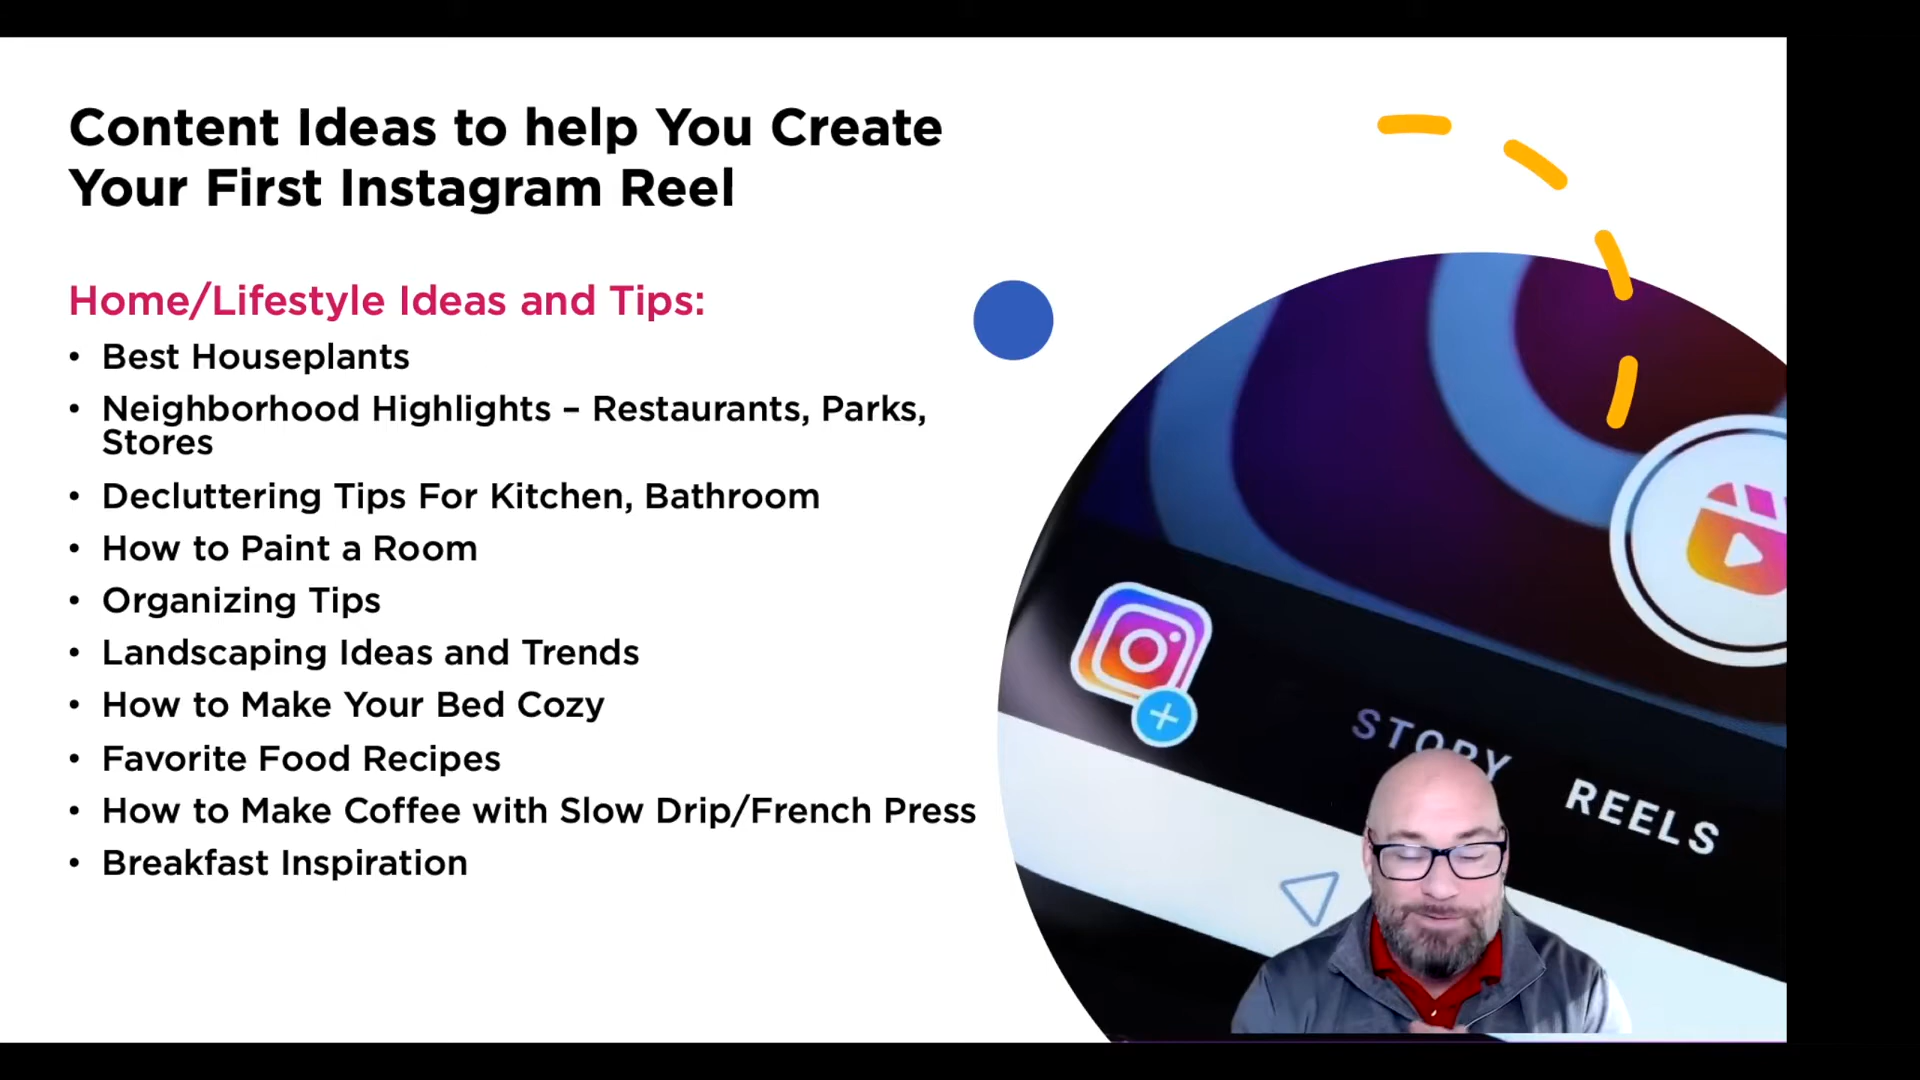 Content Ideas to help You Create
Your First Instagram Reel
Home/Lifestyle Ideas and Tips:
• Best Houseplants
• Neighborhood Highlights – Restaurants, Parks,
Stores
• Decluttering Tips For Kitchen, Bathroom
• How to Paint a Room
• Organizing Tips
• Landscaping Ideas and Trends
• How to Make Your Bed Cozy
• Favorite Food Recipes
• How to Make Coffee with Slow Drip/French Press
• Breakfast Inspiration
STORY
REELS